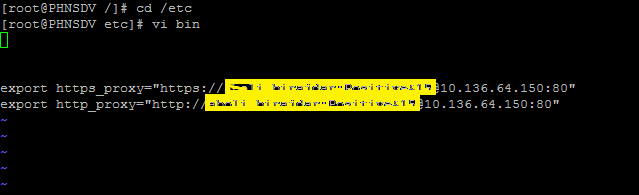 [root@PHNSDV /]# cd /etc
[root@PHNSDV etc]# vi bin
export https_proxy="https:// @10.136.64.150:80"
export http_proxy="http:// @10.136.64.150:80"
~
~
~
~
~